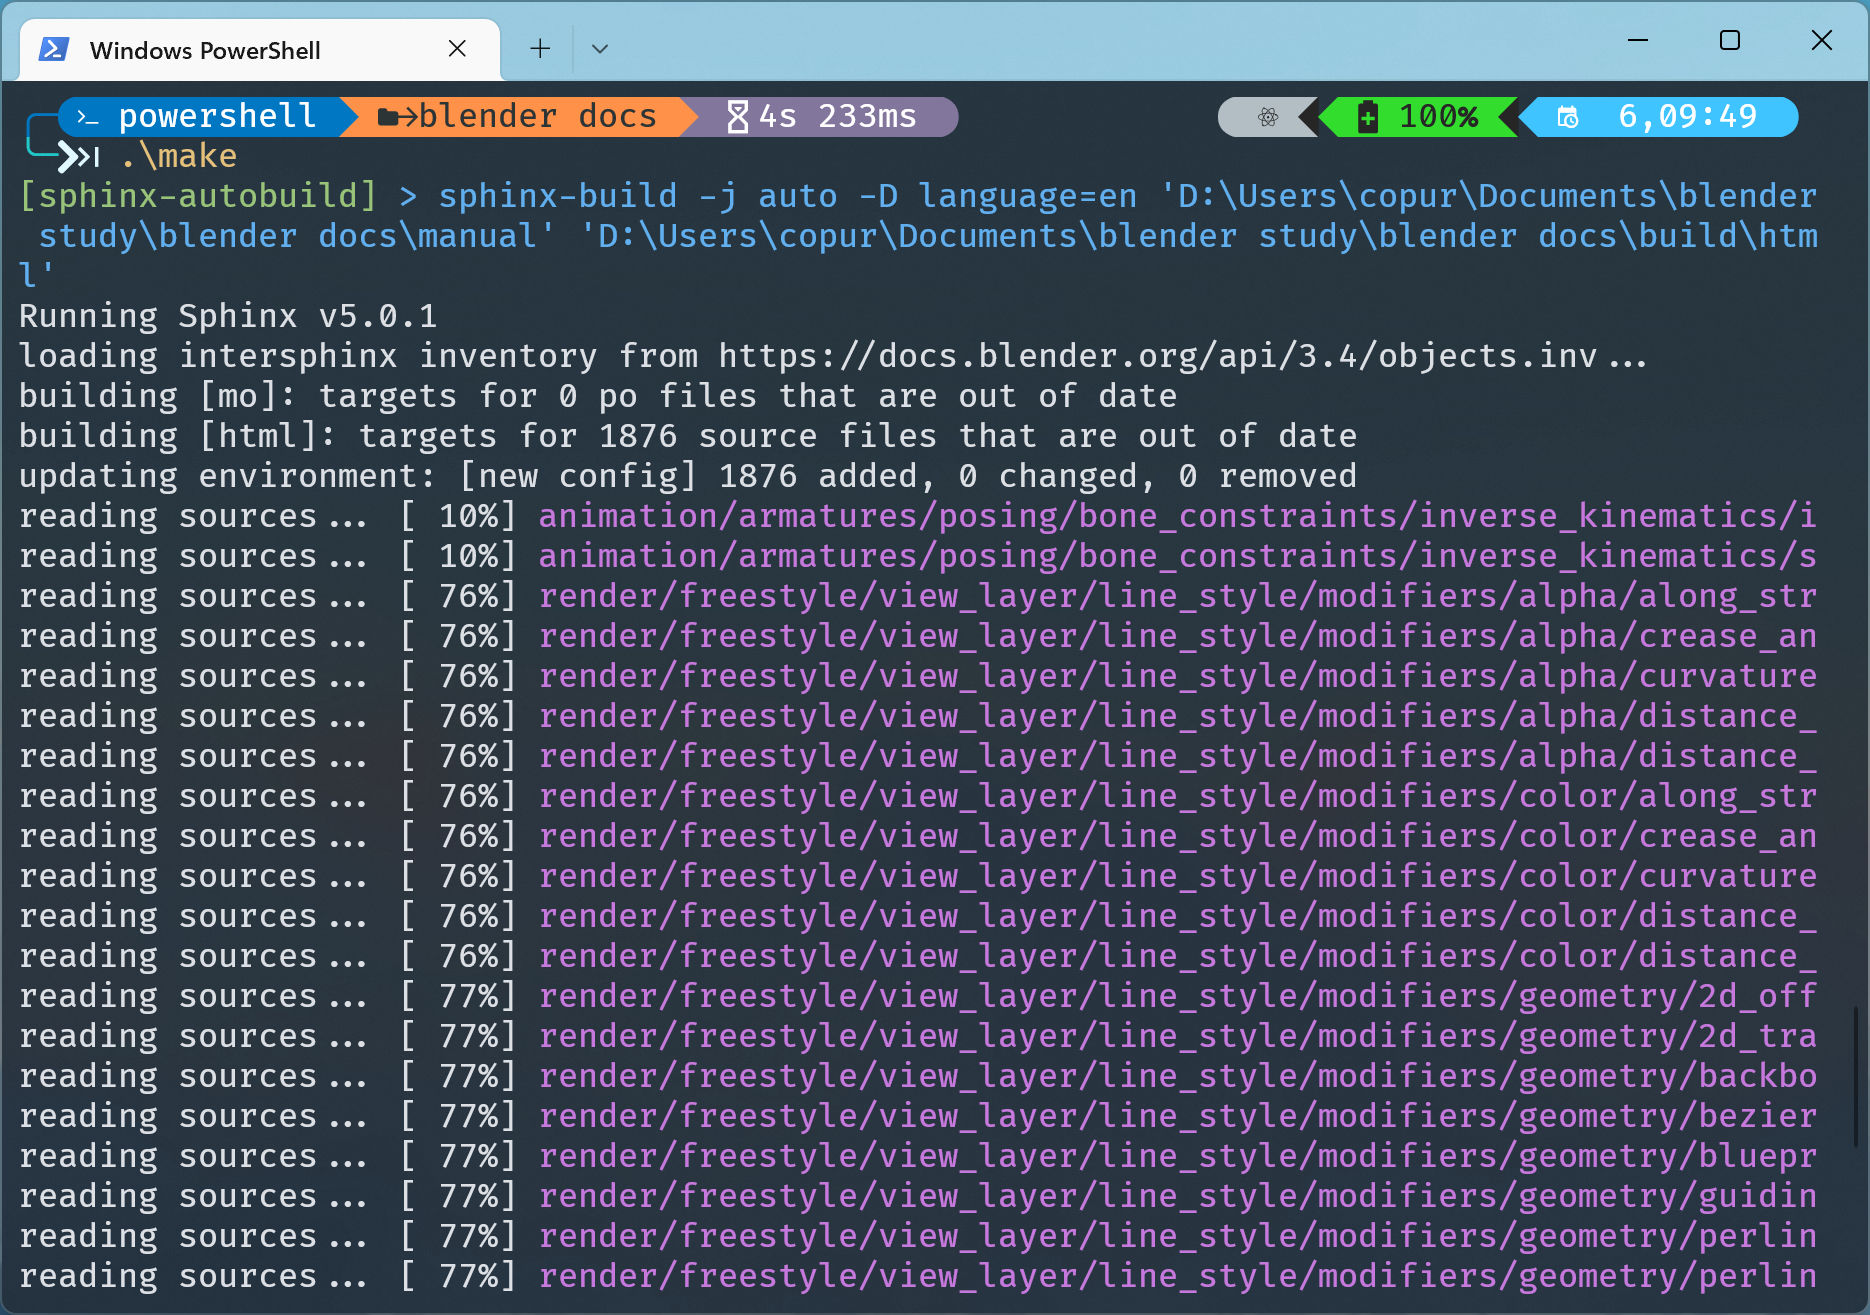 Windows PowerShell
powershell blender docs 4s 233ms 100% 6,09:49
.\make
[sphinx-autobuild] > sphinx-build -j auto -D language=en 'D:\Users\copur\Documents\blender
study\blender docs\manual' 'D:\Users\copur\Documents\blender study\blender docs\build\htm
l'
Running Sphinx v5.0.1
loading intersphinx inventory from https://docs.blender.org/api/3.4/objects.inv...
building [mo]: targets for 0 po files that are out of date
building [html]: targets for 1876 source files that are out of date
updating environment: [new config] 1876 added, 0 changed, 0 removed
reading sources... [ 10%] animation/armatures/posing/bone_constraints/inverse_kinematics/i
reading sources... [ 10%] animation/armatures/posing/bone_constraints/inverse_kinematics/s
reading sources... [ 76%] render/freestyle/view_layer/line_style/modifiers/alpha/along_str
reading sources... [ 76%] render/freestyle/view_layer/line_style/modifiers/alpha/crease_an
reading sources... [ 76%] render/freestyle/view_layer/line_style/modifiers/alpha/curvature
reading sources... [ 76%] render/freestyle/view_layer/line_style/modifiers/alpha/distance_
reading sources... [ 76%] render/freestyle/view_layer/line_style/modifiers/alpha/distance_
reading sources... [ 76%] render/freestyle/view_layer/line_style/modifiers/color/along_str
reading sources... [ 76%] render/freestyle/view_layer/line_style/modifiers/color/crease_an
reading sources... [ 76%] render/freestyle/view_layer/line_style/modifiers/color/curvature
reading sources... [ 76%] render/freestyle/view_layer/line_style/modifiers/color/distance_
reading sources... [ 76%] render/freestyle/view_layer/line_style/modifiers/color/distance_
reading sources... [ 77%] render/freestyle/view_layer/line_style/modifiers/geometry/2d_off
reading sources... [ 77%] render/freestyle/view_layer/line_style/modifiers/geometry/2d_tra
reading sources... [ 77%] render/freestyle/view_layer/line_style/modifiers/geometry/backbo
reading sources... [ 77%] render/freestyle/view_layer/line_style/modifiers/geometry/bezier
reading sources... [ 77%] render/freestyle/view_layer/line_style/modifiers/geometry/bluepr
reading sources... [ 77%] render/freestyle/view_layer/line_style/modifiers/geometry/guidin
reading sources... [ 77%] render/freestyle/view_layer/line_style/modifiers/geometry/perlin
reading sources... [ 77%] render/freestyle/view_layer/line_style/modifiers/geometry/perlin